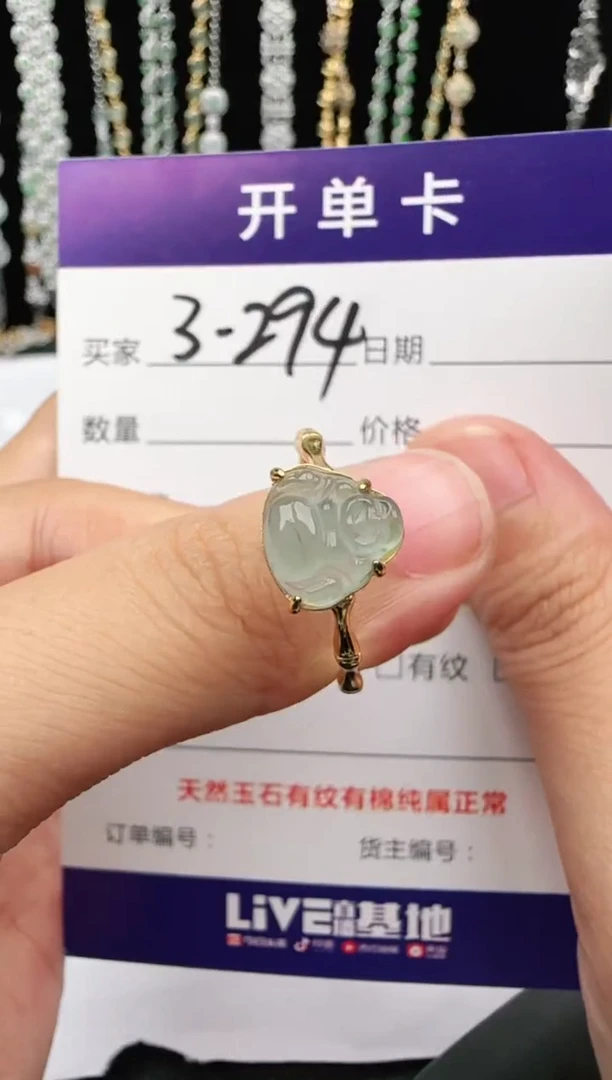 开单卡
买家 3-294 日期
数量 价格
有纹
天然玉石有纹有棉纯属正常
订单编号： 货主编号：
LiVE直播基地